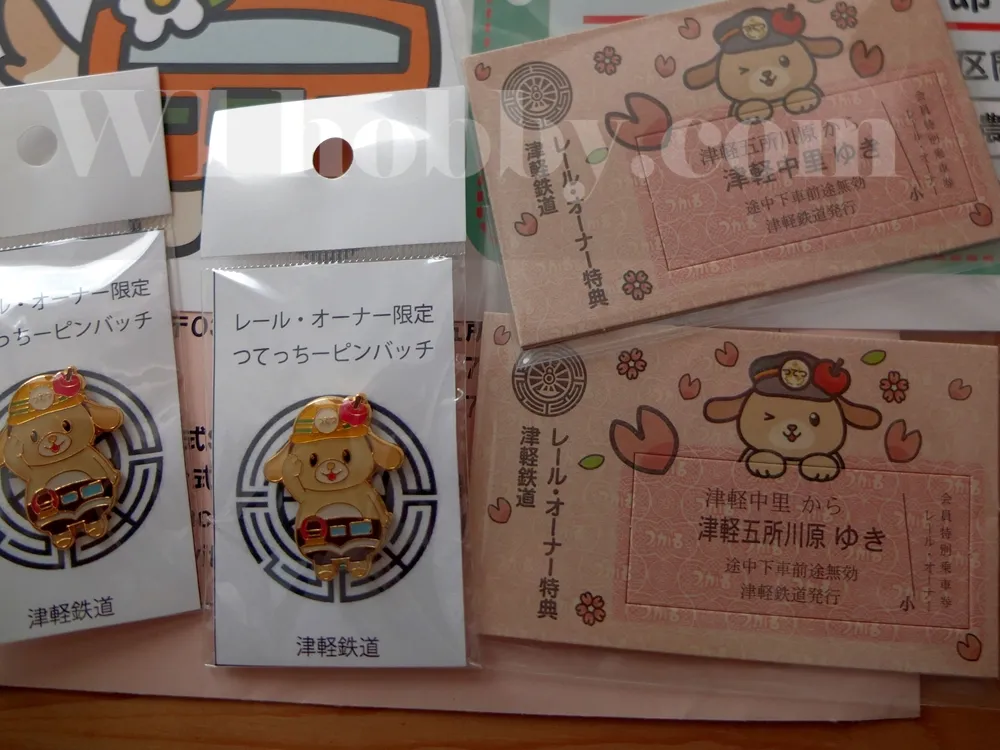 W1hobby.com
レール・オーナー限定
つてっちーピンバッチ
津軽鉄道
ル・オーナー限定
っちーピンバッチ
津軽鉄道
津軽鉄道
レール・オーナー特典
津軽五所川原 から
津軽中里 ゆき
途中下車前途無効
津軽鉄道発行
小
レール・オーナー
会員特別乗車券
津軽鉄道
レール・オーナー特典
津軽中里 から
津軽五所川原 ゆき
途中下車前途無効
津軽鉄道発行
小
レール・オーナー
会員特別乗車券
区間